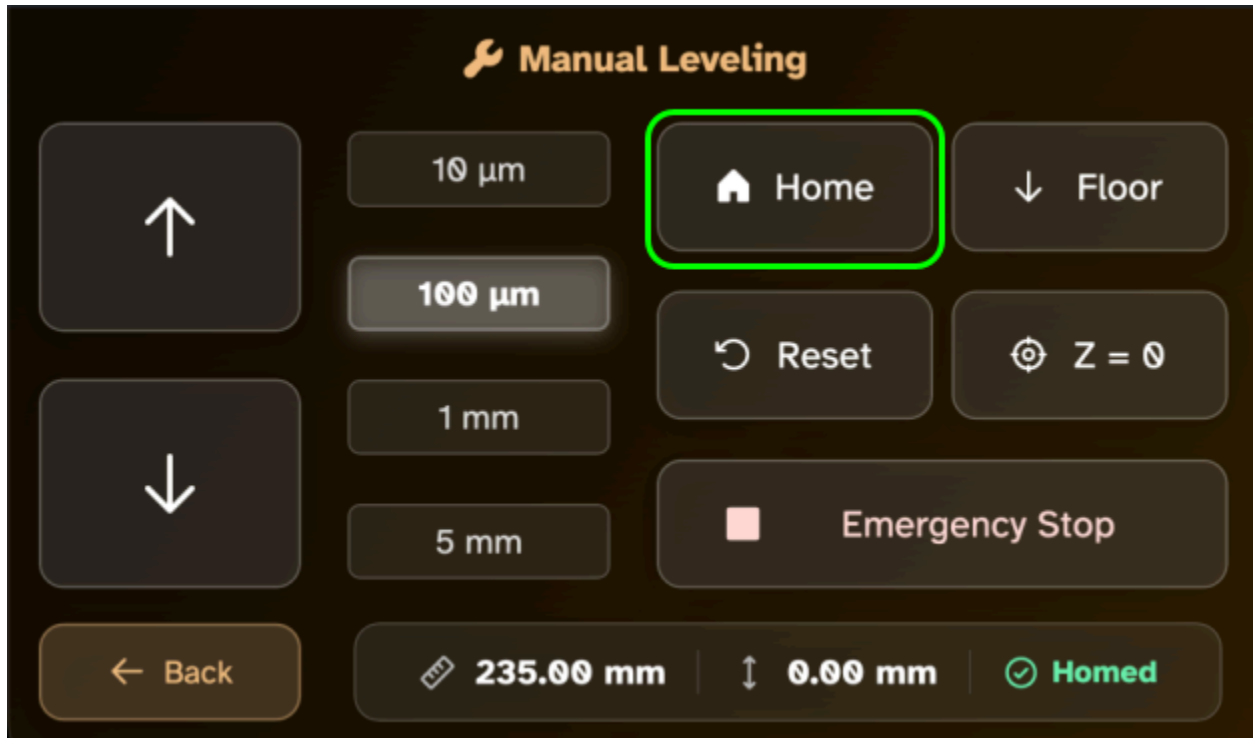 Manual Leveling
10 µm
100 µm
1 mm
5 mm
Home
Floor
Reset
Z = 0
Emergency Stop
Back
235.00 mm
0.00 mm
Homed